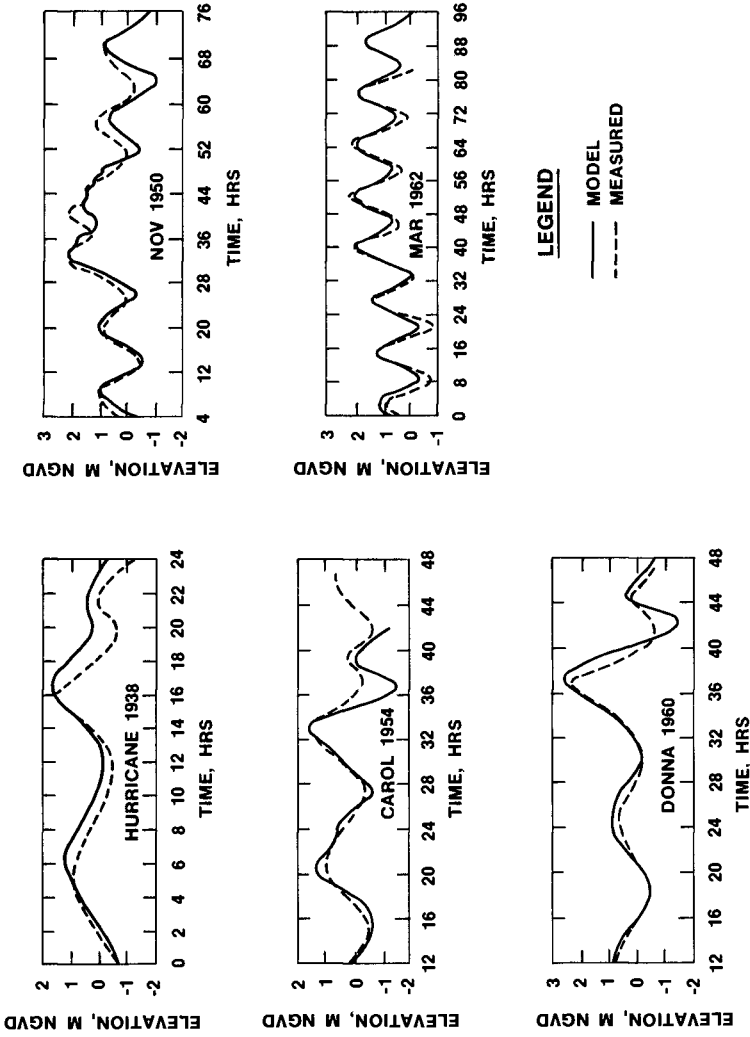 ELEVATION, M NGVD
2
1
0
-1
-2
HURRICANE 1938
0 2 4 6 8 10 12 14 16 18 20 22 24
TIME, HRS
ELEVATION, M NGVD
3
2
1
0
-1
-2
NOV 1950
4 12 20 28 36 44 52 60 68 76
TIME, HRS
ELEVATION, M NGVD
2
1
0
-1
-2
CAROL 1954
12 16 20 24 28 32 36 40 44 48
TIME, HRS
ELEVATION, M NGVD
3
2
1
0
-1
MAR 1962
0 8 16 24 32 40 48 56 64 72 80 88 96
TIME, HRS
ELEVATION, M NGVD
3
2
1
0
-1
-2
DONNA 1960
12 16 20 24 28 32 36 40 44 48
TIME, HRS
LEGEND
MODEL
MEASURED